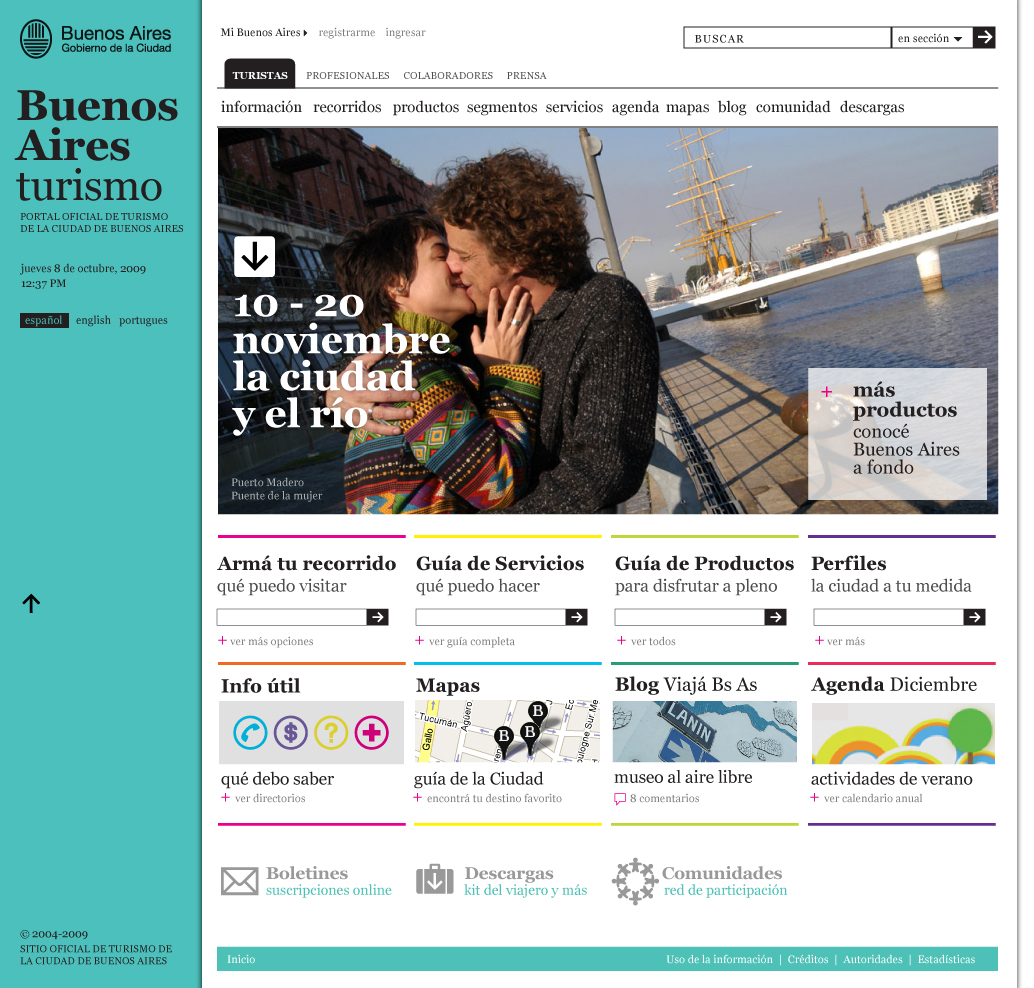 Buenos Aires
Gobierno de la Ciudad
Buenos
Aires
turismo
PORTAL OFICIAL DE TURISMO
DE LA CIUDAD DE BUENOS AIRES
jueves 8 de octubre, 2009
12:37 PM
español english portugues
© 2004-2009
SITIO OFICIAL DE TURISMO DE
LA CIUDAD DE BUENOS AIRES
Mi Buenos Aires registrarme ingresar
BUSCAR en sección
TURISTAS PROFESIONALES COLABORADORES PRENSA
información recorridos productos segmentos servicios agenda mapas blog comunidad descargas
10 - 20
noviembre
la ciudad
y el río
Puerto Madero
Puente de la mujer
+ más
productos
conocé
Buenos Aires
a fondo
Armá tu recorrido
qué puedo visitar
+ ver más opciones
Guía de Servicios
qué puedo hacer
+ ver guía completa
Guía de Productos
para disfrutar a pleno
+ ver todos
Perfiles
la ciudad a tu medida
+ ver más
Info útil
$ ?
qué debo saber
+ ver directorios
Mapas
Tucumán
Gallo
Agüero
B
B
B
guía de la Ciudad
+ encontrá tu destino favorito
Blog Viajá Bs As
LANIN
museo al aire libre
8 comentarios
Agenda Diciembre
actividades de verano
+ ver calendario anual
Boletines
suscripciones online
Descargas
kit del viajero y más
Comunidades
red de participación
Inicio
Uso de la información | Créditos | Autoridades | Estadísticas